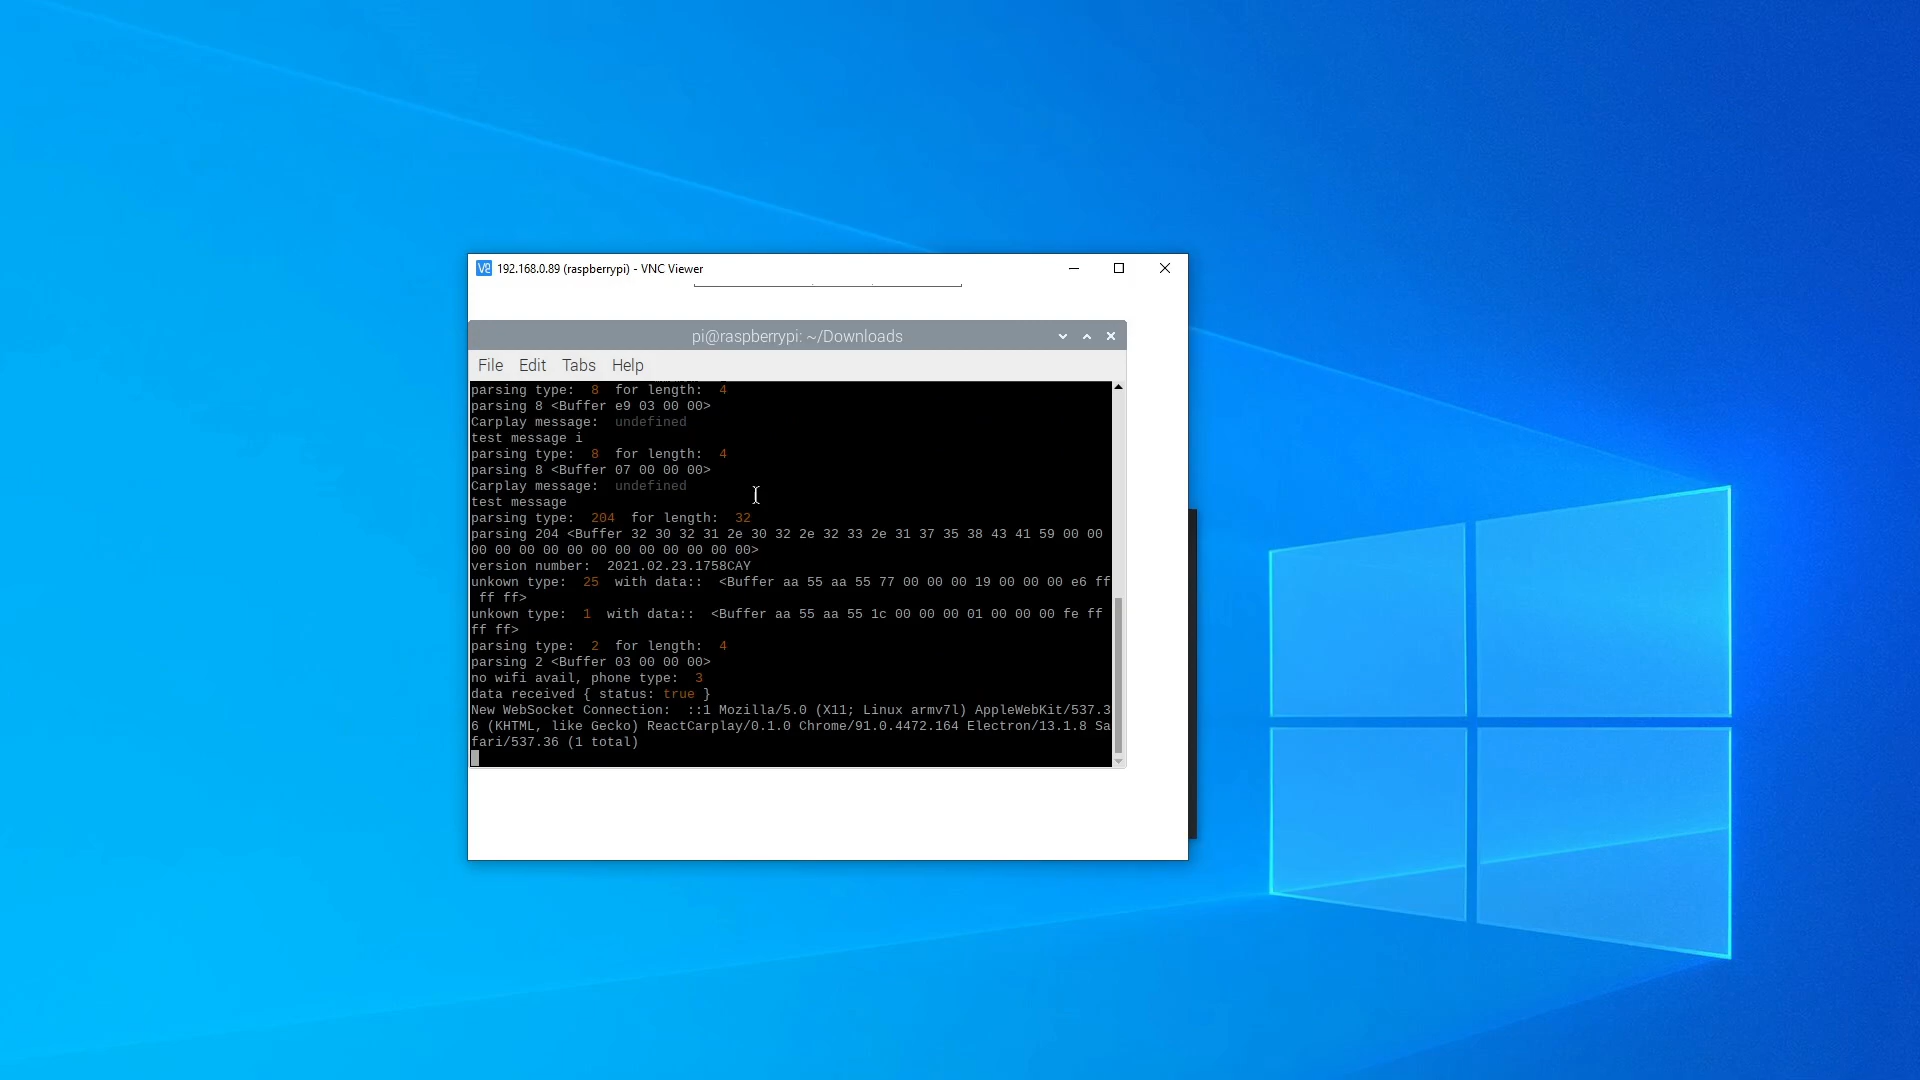 192.168.0.89 (raspberrypi) - VNC Viewer
pi@raspberrypi: ~/Downloads
File Edit Tabs Help
parsing type:  8  for length:  4
parsing 8 <Buffer e9 03 00 00>
Carplay message:  undefined
test message i
parsing type:  8  for length:  4
parsing 8 <Buffer 07 00 00 00>
Carplay message:  undefined
test message
parsing type:  204  for length:  32
parsing 204 <Buffer 32 30 32 31 2e 30 32 2e 32 33 2e 31 37 35 38 43 41 59 00 00
00 00 00 00 00 00 00 00 00 00 00 00>
version number:  2021.02.23.1758CAY
unkown type:  25  with data::  <Buffer aa 55 aa 55 77 00 00 00 19 00 00 00 e6 ff
ff ff>
unkown type:  1  with data::  <Buffer aa 55 aa 55 1c 00 00 00 01 00 00 00 fe ff
ff ff>
parsing type:  2  for length:  4
parsing 2 <Buffer 03 00 00 00>
no wifi avail, phone type:  3
data received { status: true }
New WebSocket Connection:  ::1 Mozilla/5.0 (X11; Linux armv7l) AppleWebKit/537.3
6 (KHTML, like Gecko) ReactCarplay/0.1.0 Chrome/91.0.4472.164 Electron/13.1.8 Sa
fari/537.36 (1 total)